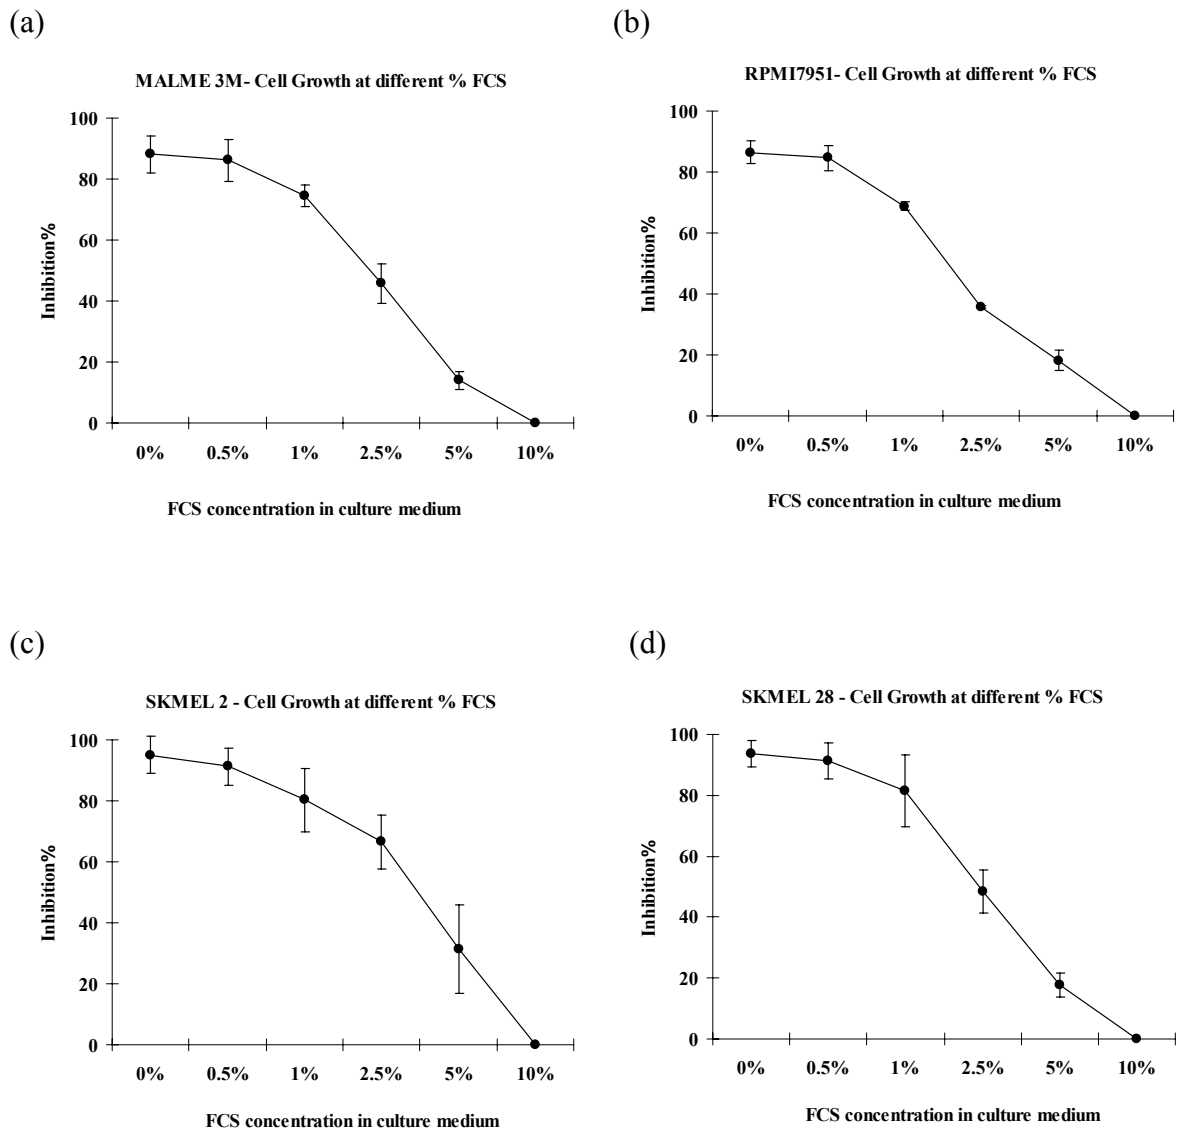 (a)
MALME 3M- Cell Growth at different % FCS
100
80
60
40
20
0
Inhibition%
0% 0.5% 1% 2.5% 5% 10%
FCS concentration in culture medium
(b)
RPMI7951- Cell Growth at different % FCS
100
80
60
40
20
0
Inhibition%
0% 0.5% 1% 2.5% 5% 10%
FCS concentration in culture medium
(c)
SKMEL 2 - Cell Growth at different % FCS
100
80
60
40
20
0
Inhibition%
0% 0.5% 1% 2.5% 5% 10%
FCS concentration in culture medium
(d)
SKMEL 28 - Cell Growth at different % FCS
100
80
60
40
20
0
Inhibition%
0% 0.5% 1% 2.5% 5% 10%
FCS concentration in culture medium